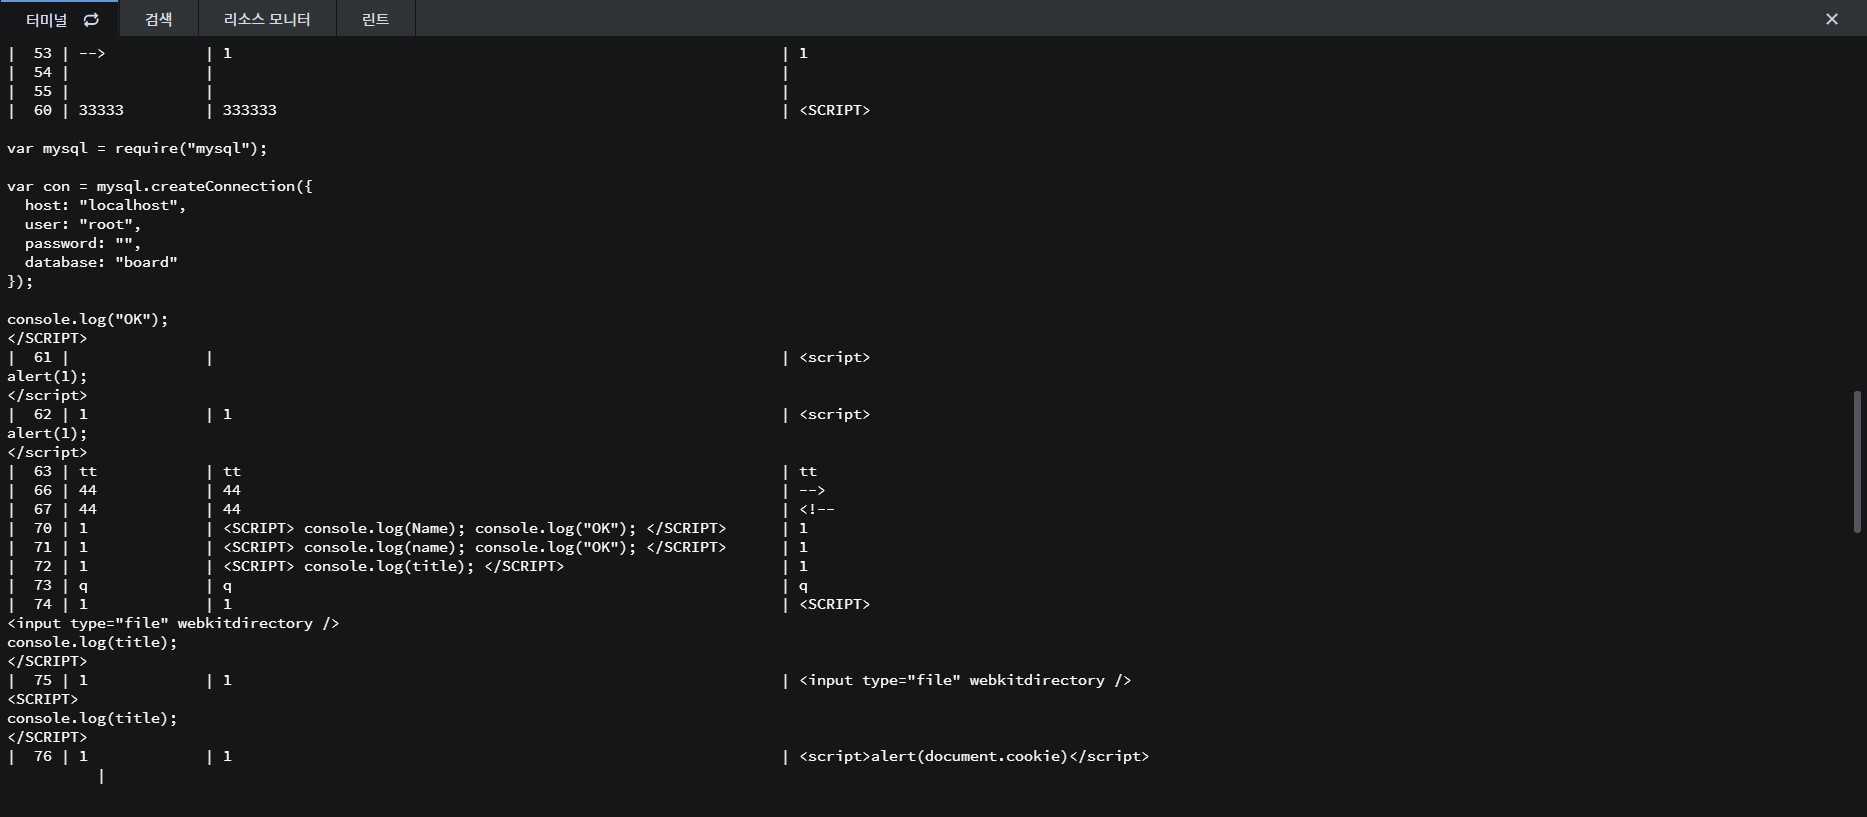 터미널 검색 리소스 모니터 린트 ×
| 53 | --> | 1 | 1
| 54 | | |
| 55 | | |
| 60 | 33333 | 333333 | <SCRIPT>
var mysql = require("mysql");
var con = mysql.createConnection({
host: "localhost",
user: "root",
password: "",
database: "board"
});
console.log("OK");
</SCRIPT>
| 61 | | | <script>
alert(1);
</script>
| 62 | 1 | 1 | <script>
alert(1);
</script>
| 63 | tt | tt | tt
| 66 | 44 | 44 | -->
| 67 | 44 | 44 | <!--
| 70 | 1 | <SCRIPT> console.log(Name); console.log("OK"); </SCRIPT> | 1
| 71 | 1 | <SCRIPT> console.log(name); console.log("OK"); </SCRIPT> | 1
| 72 | 1 | <SCRIPT> console.log(title); </SCRIPT> | 1
| 73 | q | q | q
| 74 | 1 | 1 | <SCRIPT>
<input type="file" webkitdirectory />
console.log(title);
</SCRIPT>
| 75 | 1 | 1 | <input type="file" webkitdirectory />
<SCRIPT>
console.log(title);
</SCRIPT>
| 76 | 1 | 1 | <script>alert(document.cookie)</script>
|